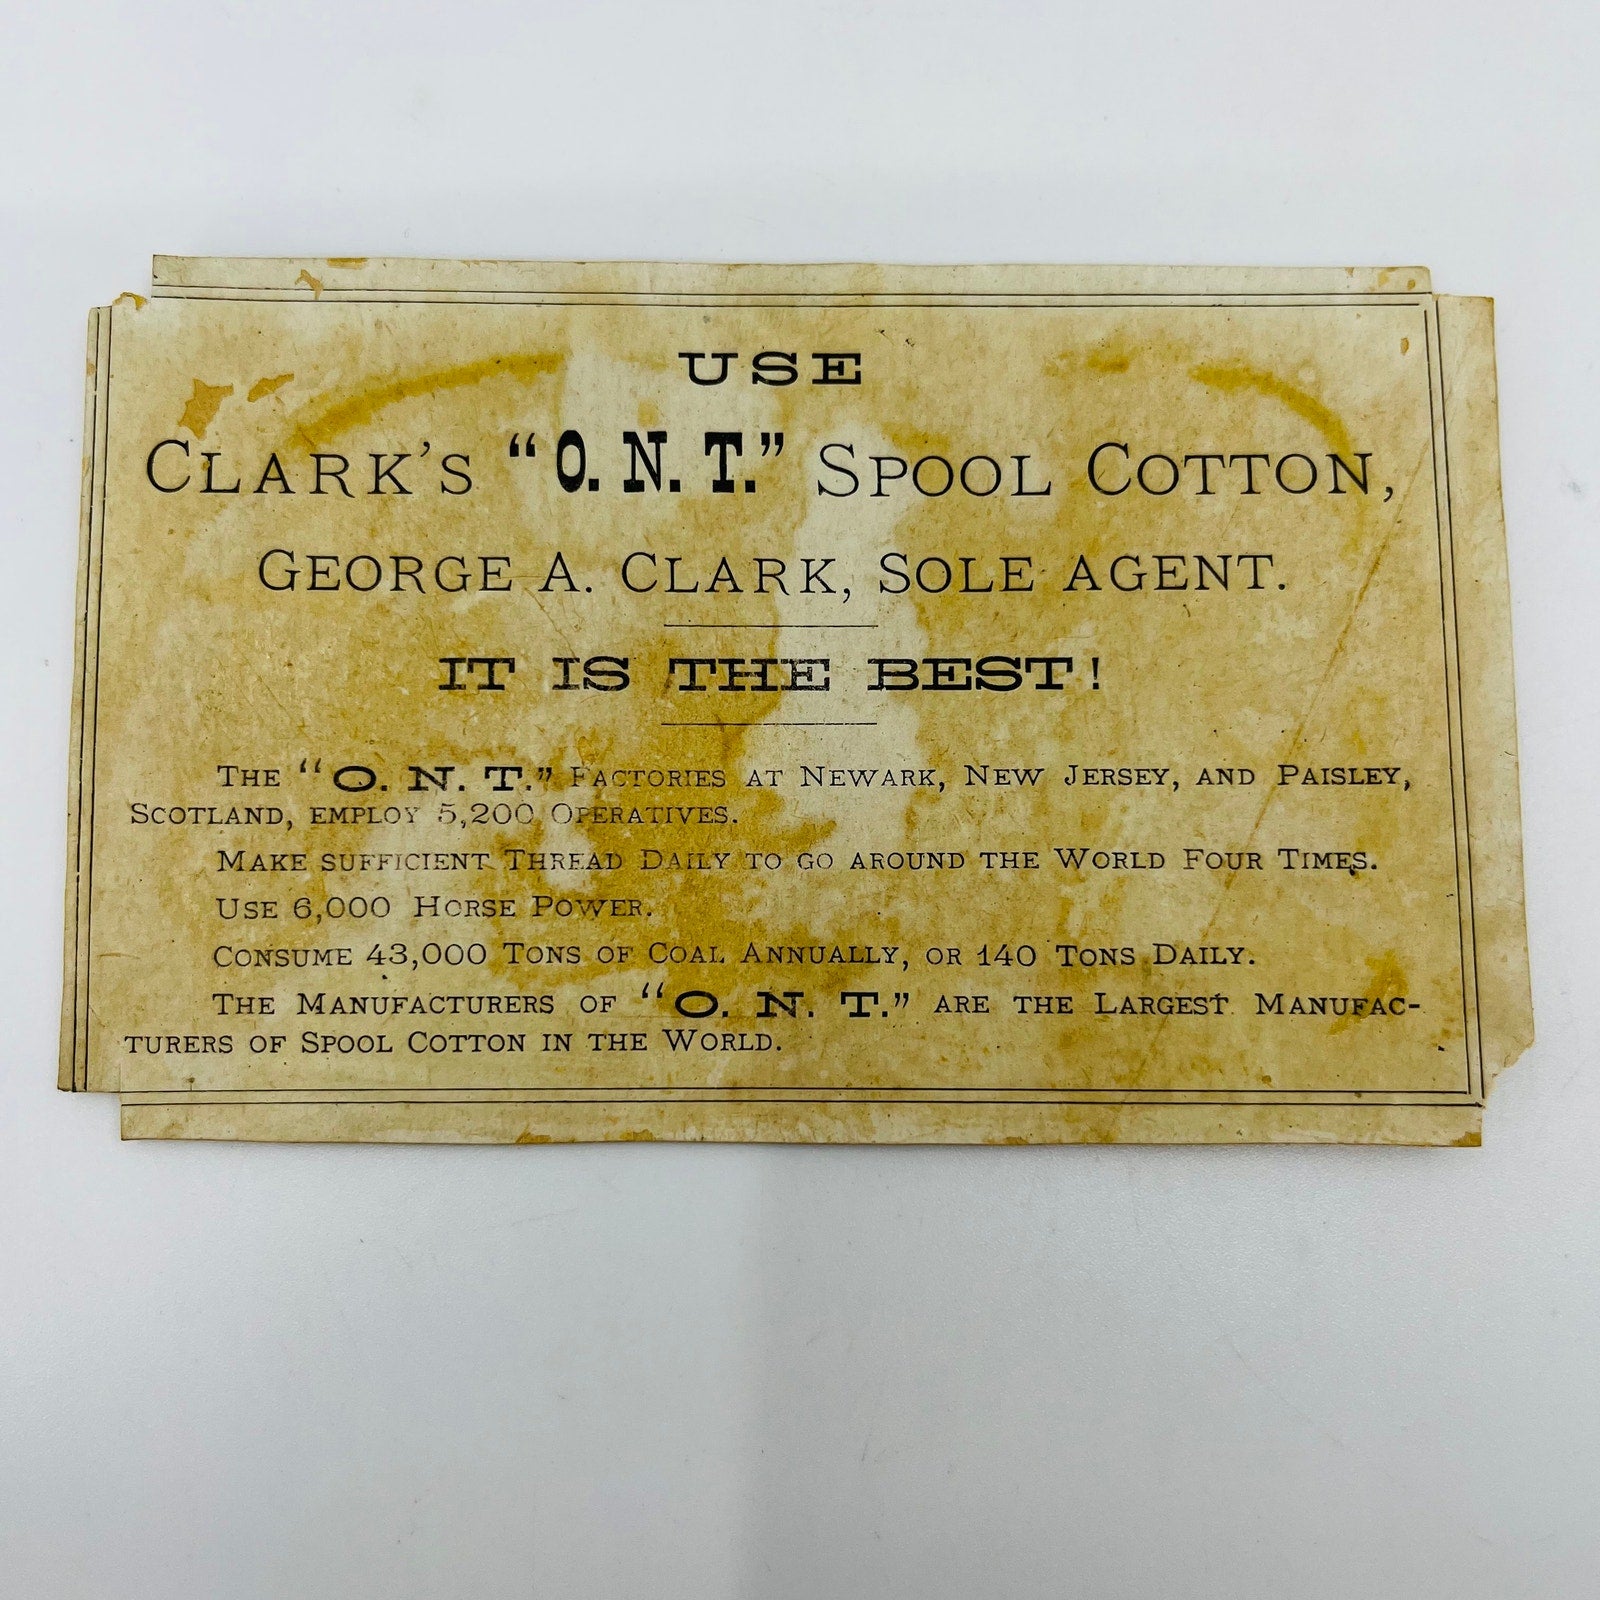 USE
CLARK'S "O. N. T." SPOOL COTTON,
GEORGE A. CLARK, SOLE AGENT.
IT IS THE BEST!
THE "O. N. T." FACTORIES AT NEWARK, NEW JERSEY, AND PAISLEY,
SCOTLAND, EMPLOY 5,200 OPERATIVES.
MAKE SUFFICIENT THREAD DAILY TO GO AROUND THE WORLD FOUR TIMES.
USE 6,000 HORSE POWER.
CONSUME 43,000 TONS OF COAL ANNUALLY, OR 140 TONS DAILY.
THE MANUFACTURERS OF "O. N. T." ARE THE LARGEST MANUFAC-
TURERS OF SPOOL COTTON IN THE WORLD.